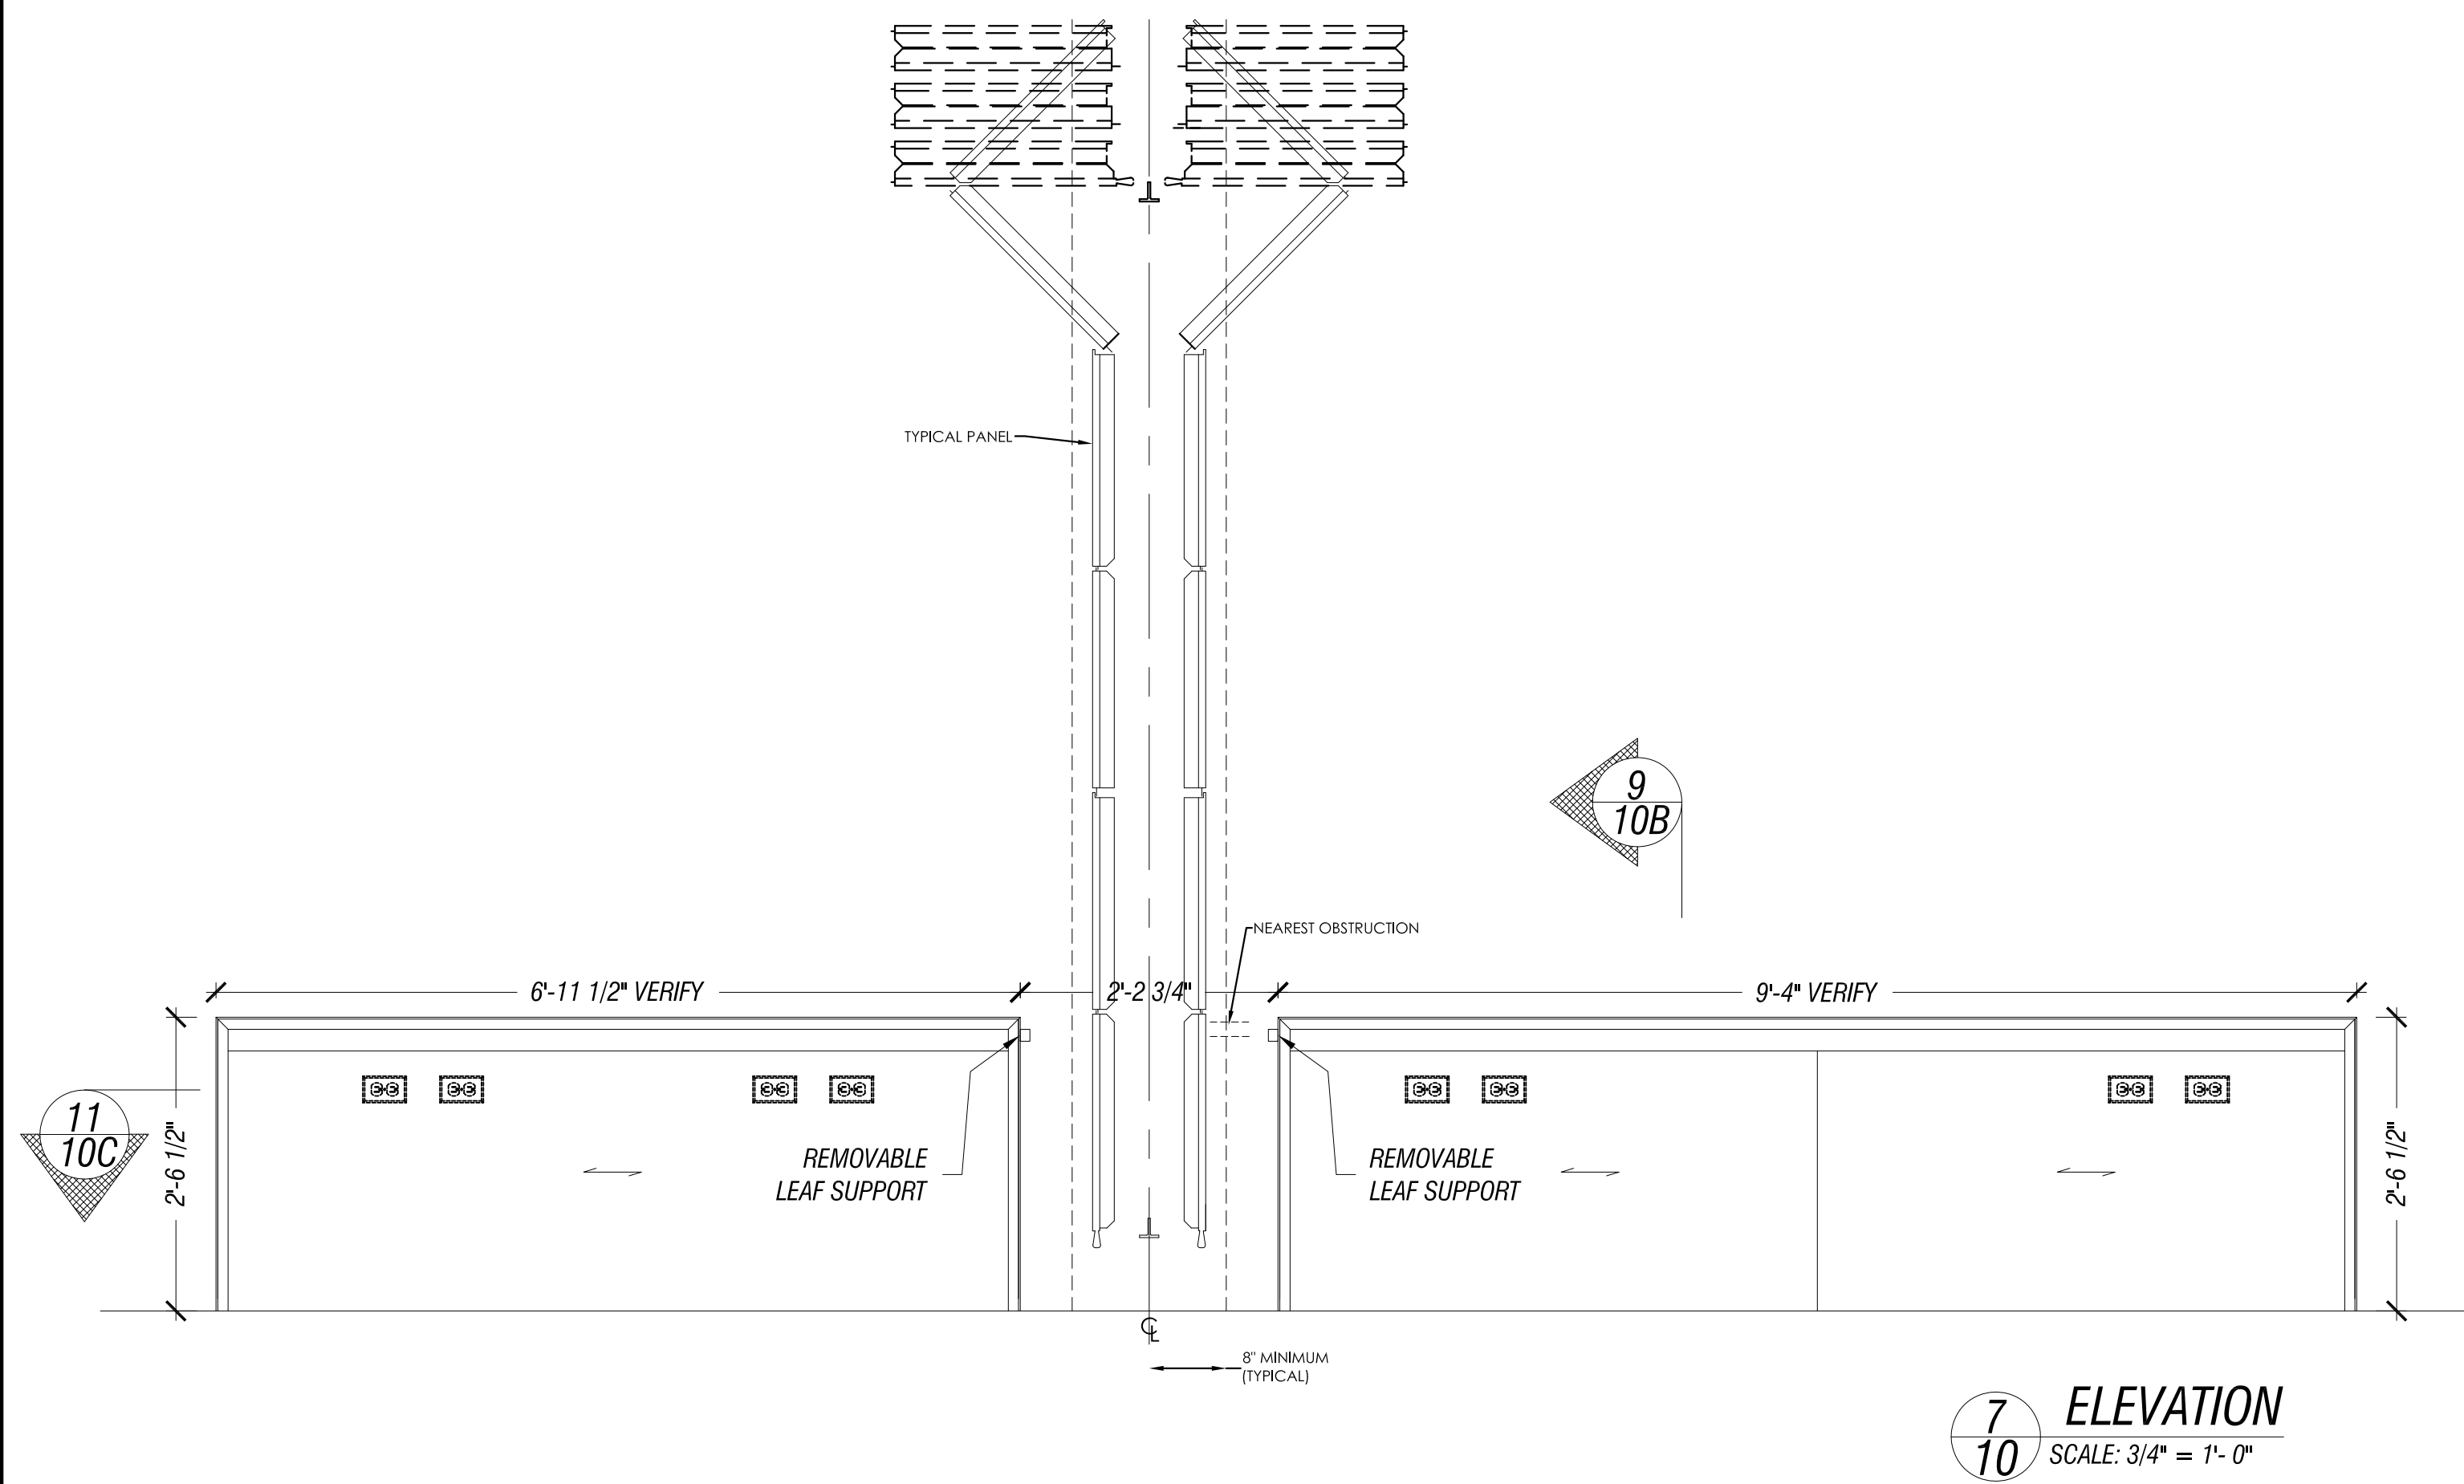 TYPICAL PANEL
9
10B
NEAREST OBSTRUCTION
6'-11 1/2" VERIFY
2'-2 3/4"
9'-4" VERIFY
11
10C
2'-6 1/2"
REMOVABLE
LEAF SUPPORT
REMOVABLE
LEAF SUPPORT
2'-6 1/2"
CL
8" MINIMUM
(TYPICAL)
7
10
ELEVATION
SCALE: 3/4" = 1'- 0"